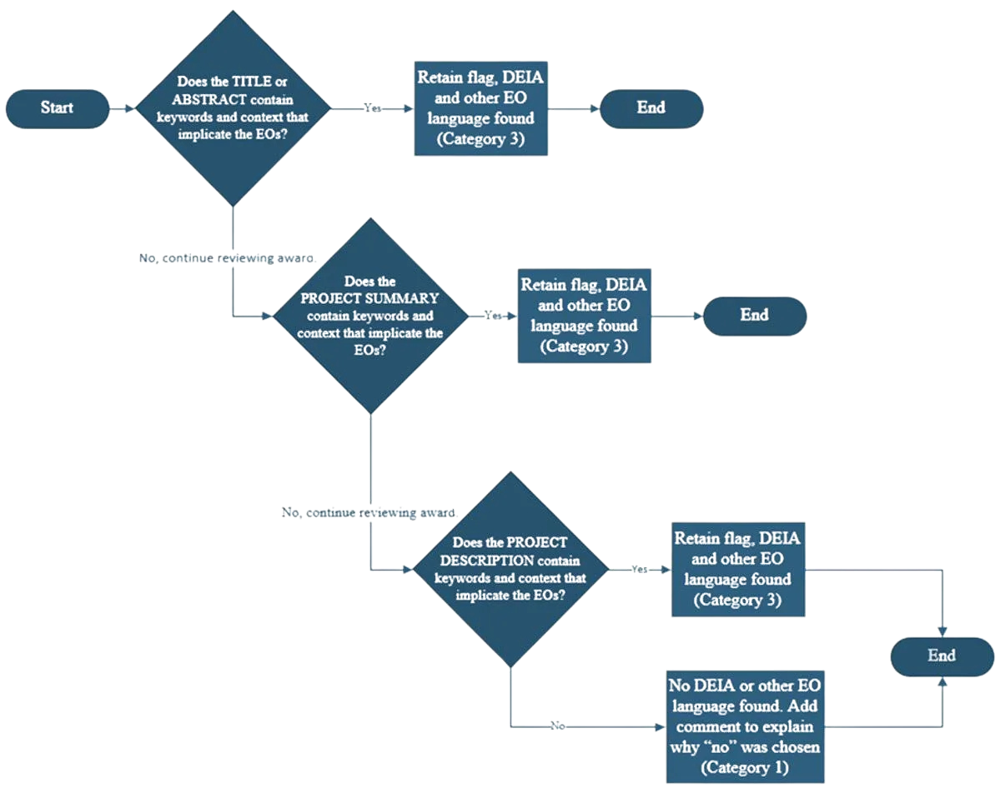 Start
Does the TITLE or
ABSTRACT contain
keywords and context that
implicate the EOs?
Yes
Retain flag, DEIA
and other EO
language found
(Category 3)
End
No, continue reviewing award.
Does the
PROJECT SUMMARY
contain keywords and
context that implicate the
EOs?
Yes
Retain flag, DEIA
and other EO
language found
(Category 3)
End
No, continue reviewing award.
Does the PROJECT
DESCRIPTION contain
keywords and context that
implicate the EOs?
Yes
Retain flag, DEIA
and other EO
language found
(Category 3)
End
No
No DEIA or other EO
language found. Add
comment to explain
why “no” was chosen
(Category 1)